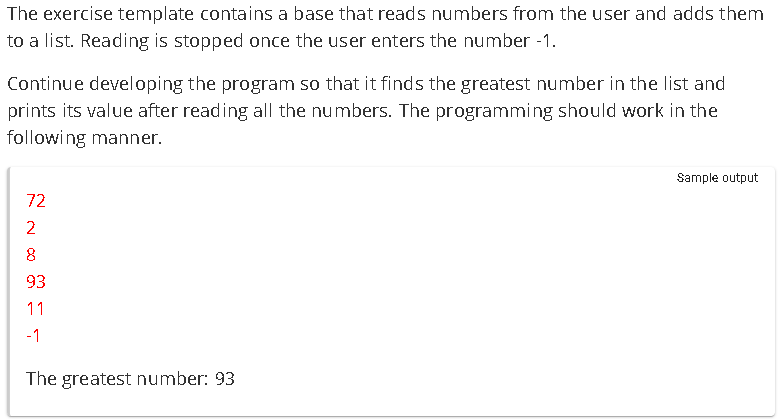 The exercise template contains a base that reads numbers from the user and adds them
to a list. Reading is stopped once the user enters the number -1.
Continue developing the program so that it finds the greatest number in the list and
prints its value after reading all the numbers. The programming should work in the
following manner.
Sample output
72
2
8
93
11
-1
The greatest number: 93